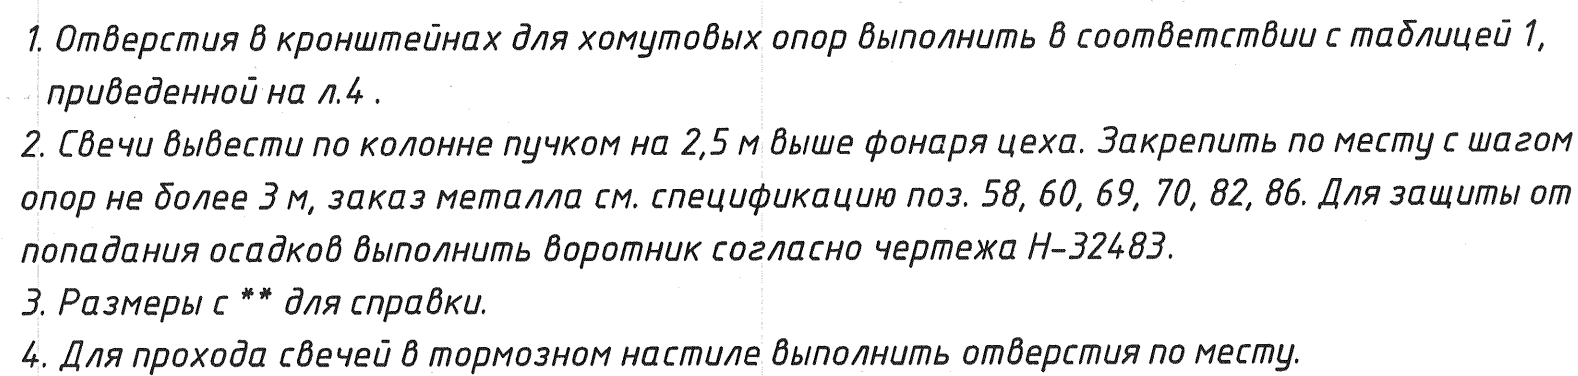 1. Отверстия в кронштейнах для хомутовых опор выполнить в соответствии с таблицей 1,
приведенной на л.4 .
2. Свечи вывести по колонне пучком на 2,5 м выше фонаря цеха. Закрепить по месту с шагом
опор не более 3 м, заказ металла см. спецификацию поз. 58, 60, 69, 70, 82, 86. Для защиты от
попадания осадков выполнить воротник согласно чертежа Н-32483.
3. Размеры с ** для справки.
4. Для прохода свечей в тормозном настиле выполнить отверстия по месту.